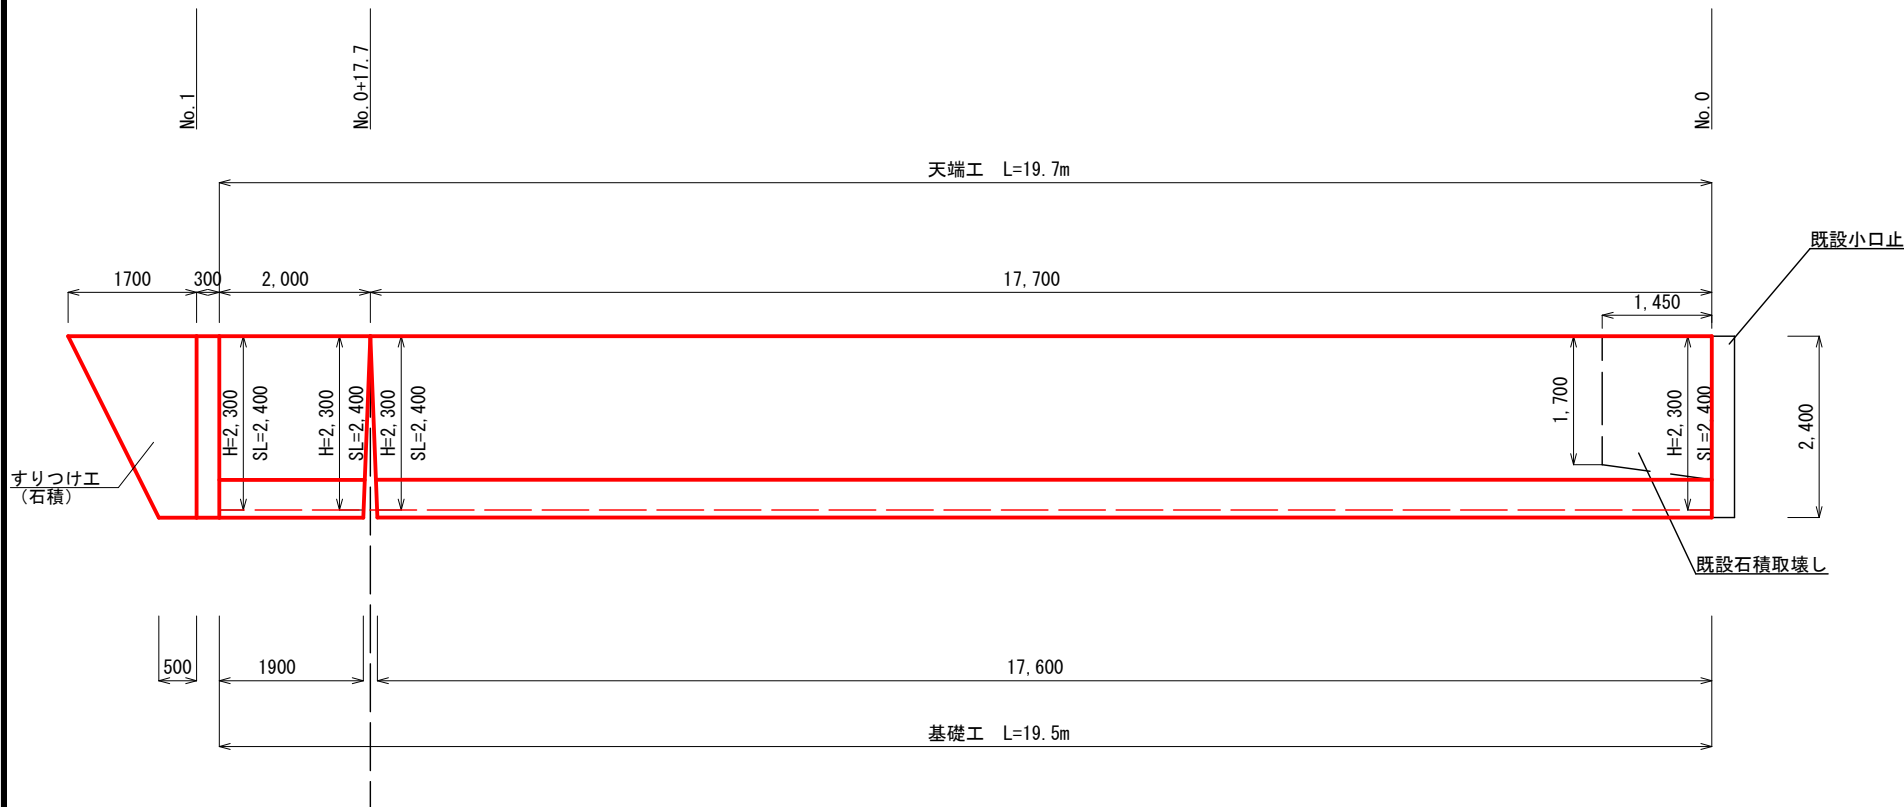 No.1
No.0+17.7
No.0
天端工 L=19.7m
既設小口止
1700
300
2,000
17,700
1,450
H=2,300
SL=2,400
H=2,300
SL=2,400
H=2,300
SL=2,400
1,700
H=2,300
SL=2,400
2,400
すりつけ工
（石積）
既設石積取壊し
500
1900
17,600
基礎工 L=19.5m